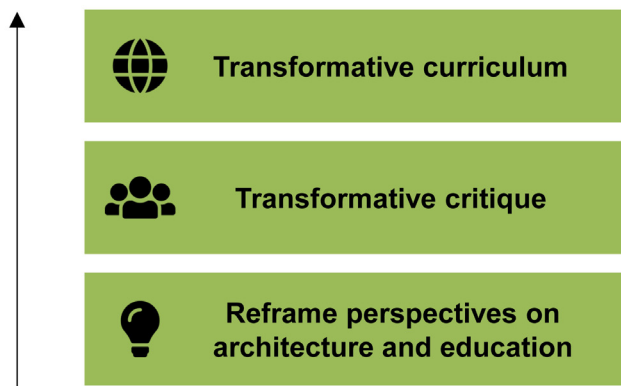 Transformative curriculum
Transformative critique
Reframe perspectives on
architecture and education